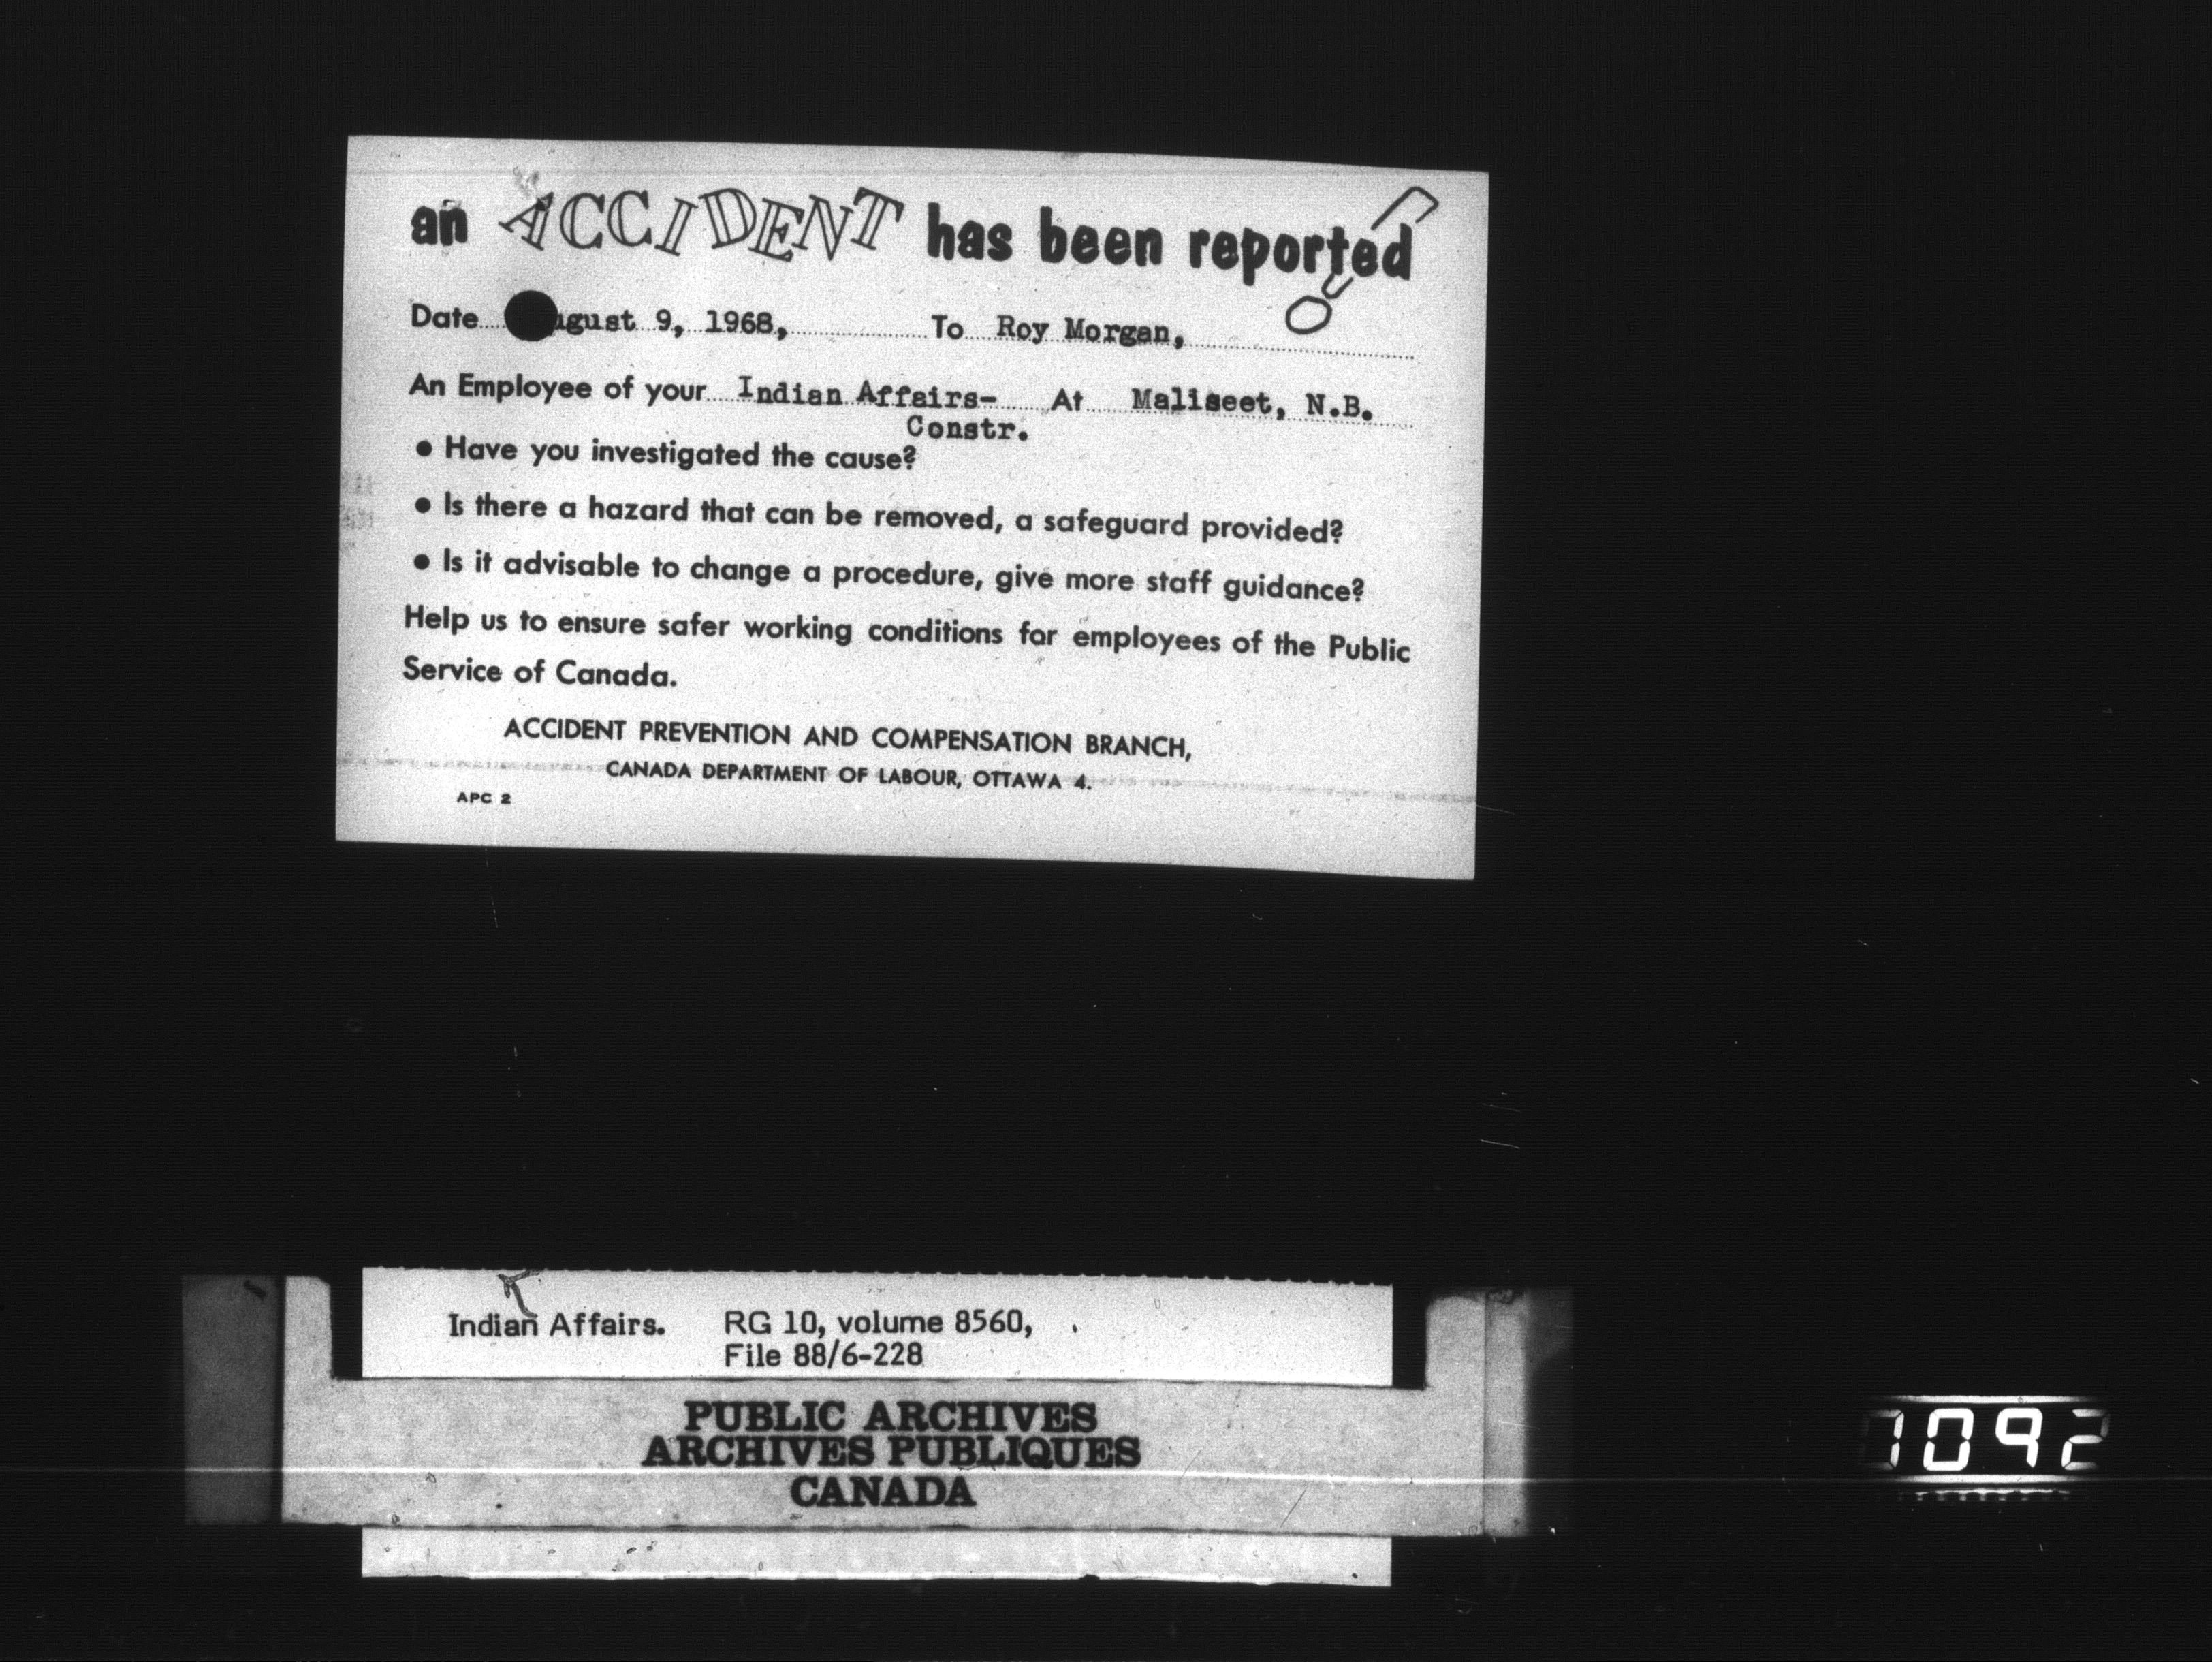 an ACCIDENT has been reported
Date ugust 9, 1968, To Roy Morgan,
An Employee of your Indian Affairs- At Maliseet, N.B.
Constr.
• Have you investigated the cause?
• Is there a hazard that can be removed, a safeguard provided?
• Is it advisable to change a procedure, give more staff guidance?
Help us to ensure safer working conditions for employees of the Public
Service of Canada.
ACCIDENT PREVENTION AND COMPENSATION BRANCH,
CANADA DEPARTMENT OF LABOUR, OTTAWA 4.
APC 2
Indian Affairs. RG 10, volume 8560,
File 88/6-228
PUBLIC ARCHIVES
ARCHIVES PUBLIQUES
CANADA
1092